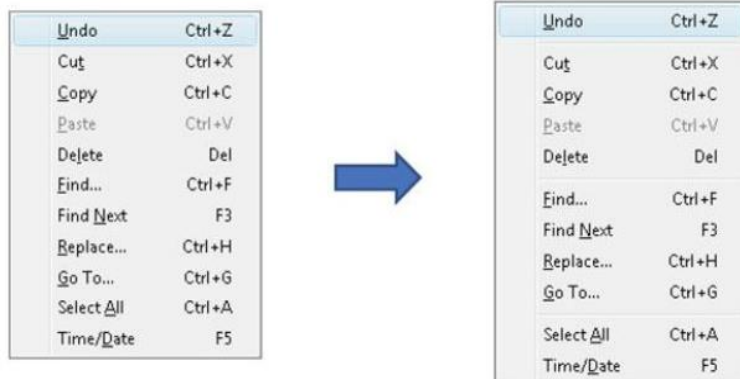 Undo Ctrl+Z
Cut Ctrl+X
Copy Ctrl+C
Paste Ctrl+V
Delete Del
Find... Ctrl+F
Find Next F3
Replace... Ctrl+H
Go To... Ctrl+G
Select All Ctrl+A
Time/Date F5
Undo Ctrl+Z
Cut Ctrl+X
Copy Ctrl+C
Paste Ctrl+V
Delete Del
Find... Ctrl+F
Find Next F3
Replace... Ctrl+H
Go To... Ctrl+G
Select All Ctrl+A
Time/Date F5